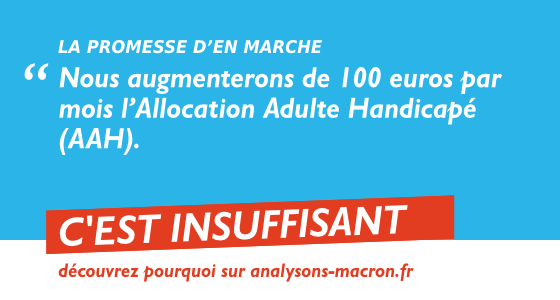 LA PROMESSE D'EN MARCHE
“ Nous augmenterons de 100 euros par
mois l'Allocation Adulte Handicapé
(AAH).
C'EST INSUFFISANT
découvrez pourquoi sur analysons-macron.fr